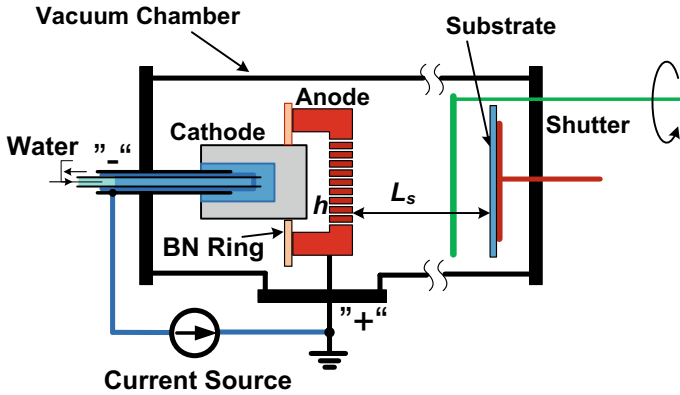 Vacuum Chamber
Substrate
Anode
Cathode
Shutter
Water
”-“
h
Ls
BN Ring
”+“
Current Source